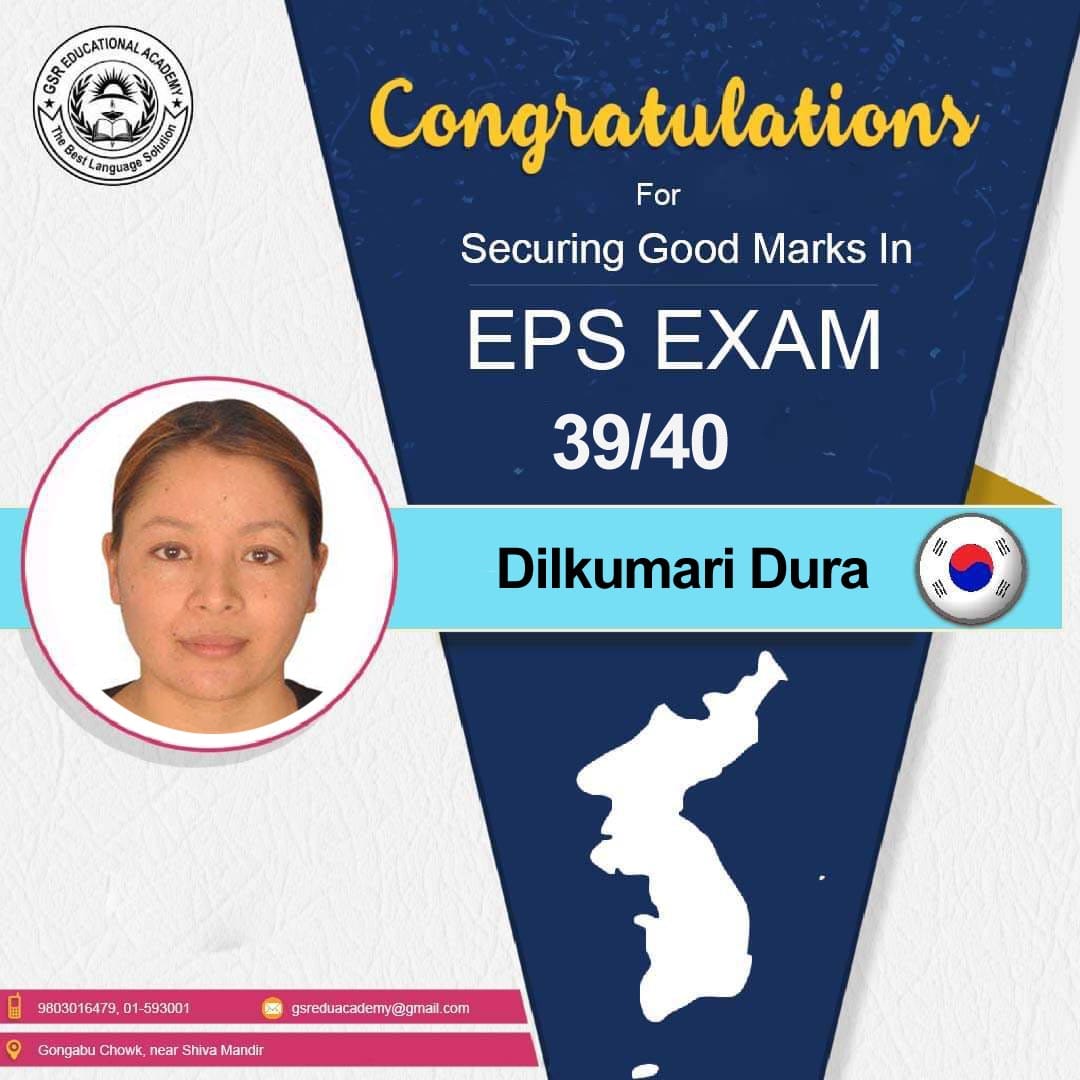 GSR EDUCATIONAL ACADEMY
The Best Language Solution
Congratulations
For
Securing Good Marks In
EPS EXAM
39/40
Dilkumari Dura
9803016479, 01-593001
gsreduacademy@gmail.com
Gongabu Chowk, near Shiva Mandir